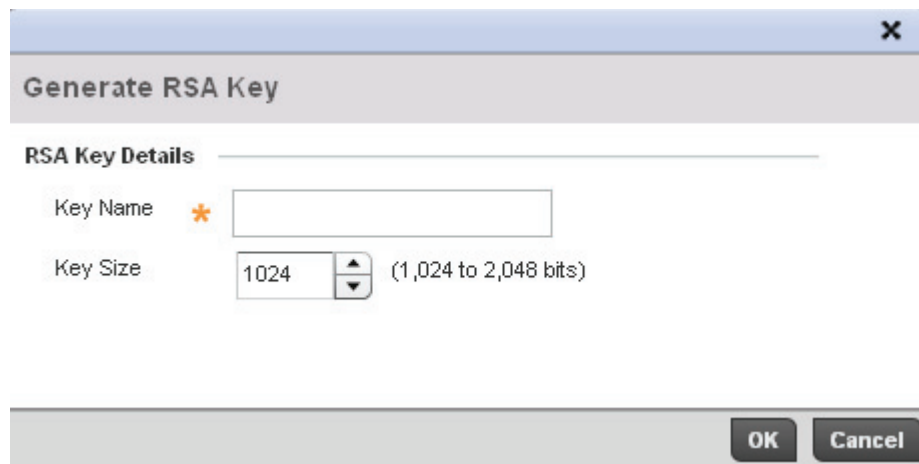 Generate RSA Key
RSA Key Details
Key Name *
Key Size 1024 (1,024 to 2,048 bits)
OK Cancel